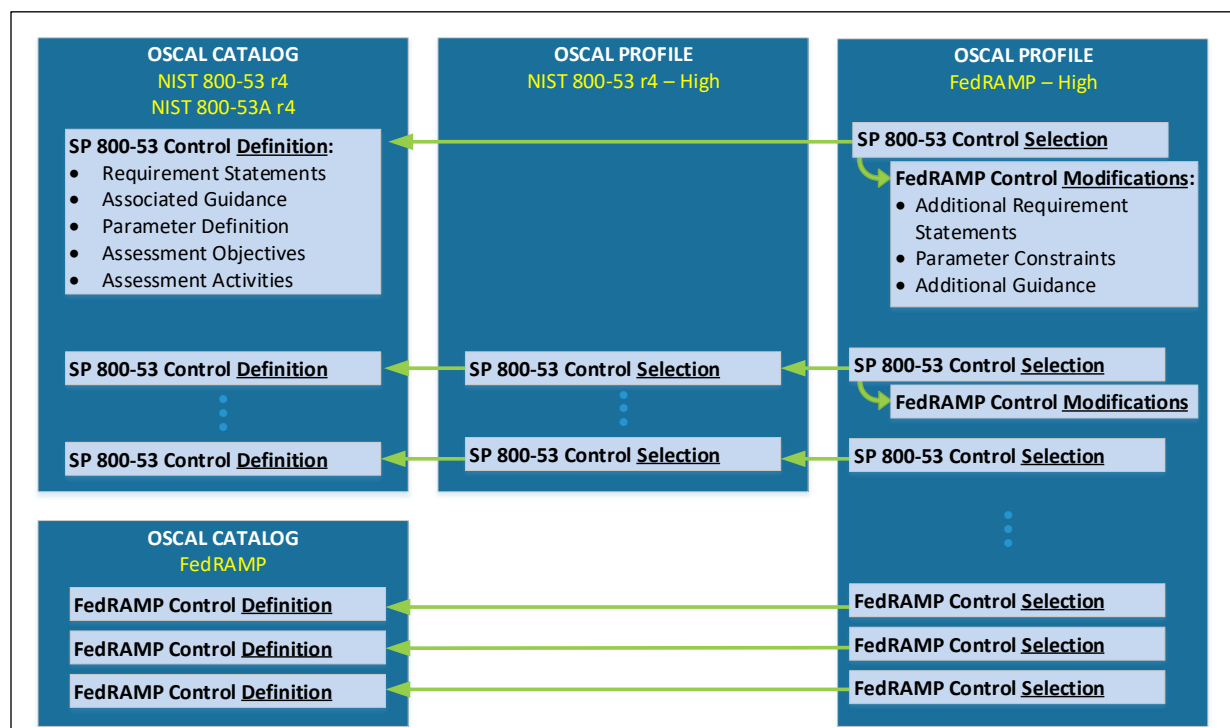 OSCAL CATALOG
NIST 800-53 r4
NIST 800-53A r4
SP 800-53 Control Definition:
• Requirement Statements
• Associated Guidance
• Parameter Definition
• Assessment Objectives
• Assessment Activities
SP 800-53 Control Definition
SP 800-53 Control Definition
OSCAL PROFILE
NIST 800-53 r4 – High
SP 800-53 Control Selection
SP 800-53 Control Selection
OSCAL PROFILE
FedRAMP – High
SP 800-53 Control Selection
FedRAMP Control Modifications:
• Additional Requirement
Statements
• Parameter Constraints
• Additional Guidance
SP 800-53 Control Selection
FedRAMP Control Modifications
SP 800-53 Control Selection
FedRAMP Control Selection
FedRAMP Control Selection
FedRAMP Control Selection
OSCAL CATALOG
FedRAMP
FedRAMP Control Definition
FedRAMP Control Definition
FedRAMP Control Definition